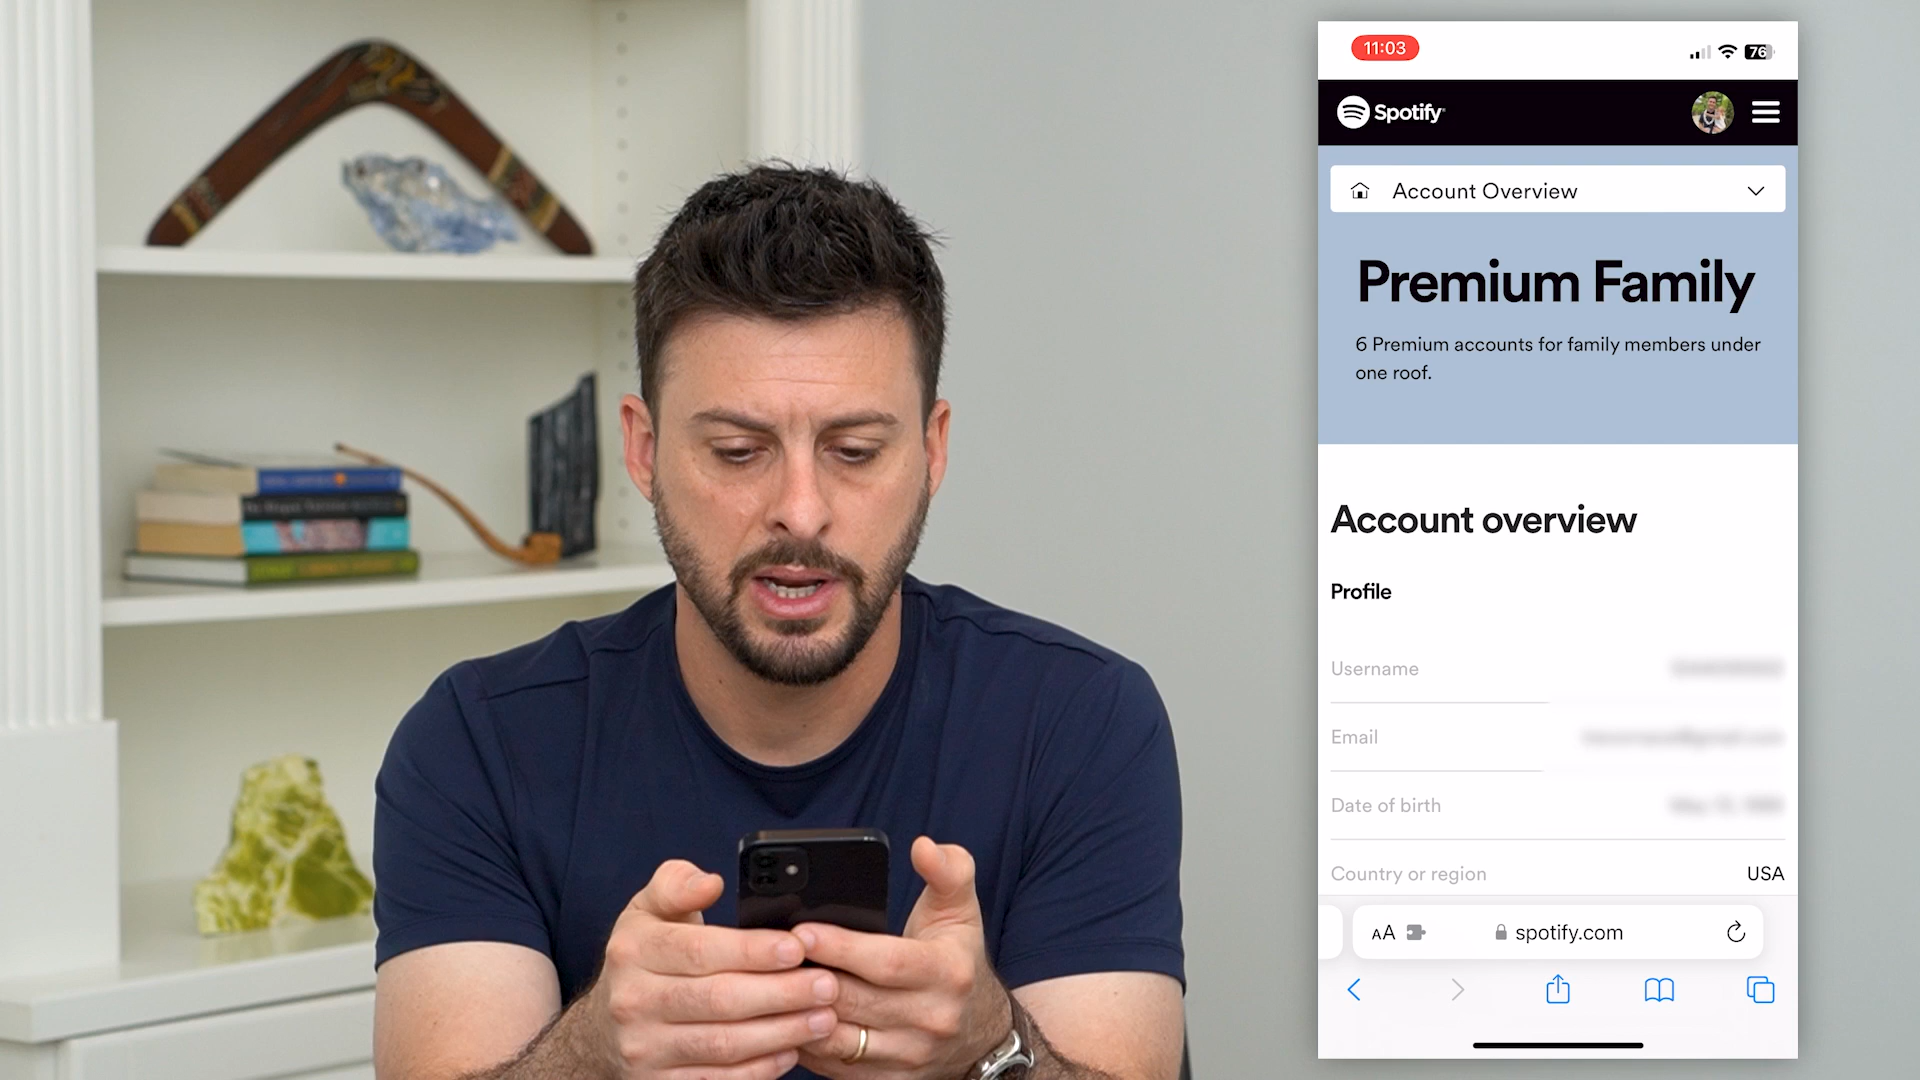 11:03
76
Spotify
Account Overview
Premium Family
6 Premium accounts for family members under
one roof.
Account overview
Profile
Username
Email
Date of birth
Country or region
USA
AA
spotify.com